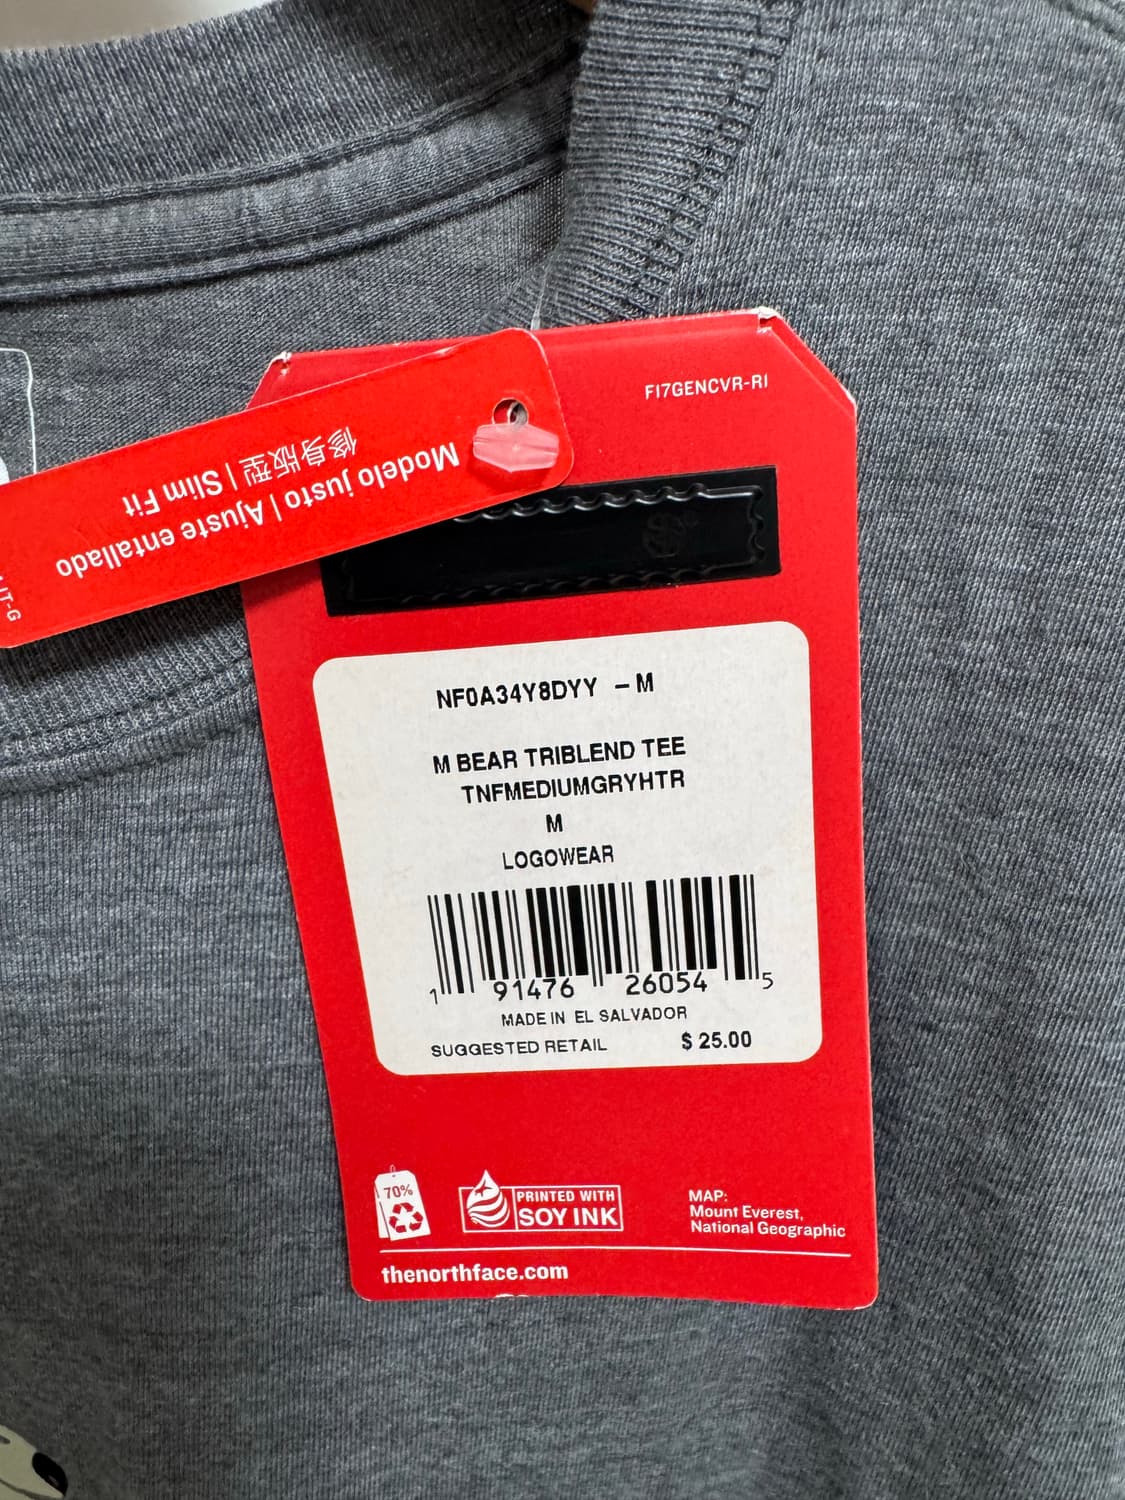 F17GENCVR-R1
Modelo justo | Ajuste entallado
修身版型 | Slim Fit
IT-G
NF0A34Y8DYY – M
M BEAR TRIBLEND TEE
TNFMEDIUMGRYHTR
M
LOGOWEAR
1 91476 26054 5
MADE IN EL SALVADOR
SUGGESTED RETAIL $ 25.00
70%
PRINTED WITH
SOY INK
MAP:
Mount Everest,
National Geographic
thenorthface.com